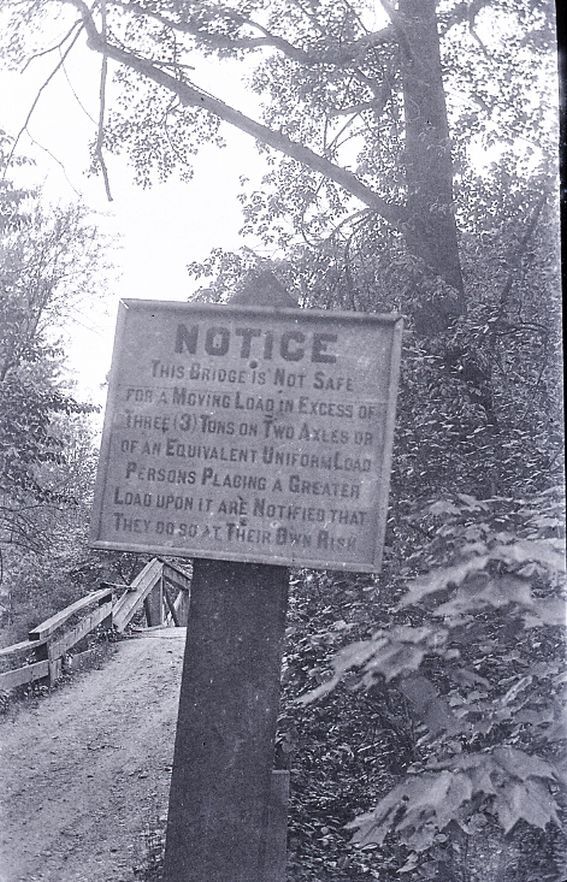 NOTICE
THIS BRIDGE IS NOT SAFE
FOR A MOVING LOAD IN EXCESS OF
THREE (3) TONS ON TWO AXLES OR
OF AN EQUIVALENT UNIFORM LOAD
PERSONS PLACING A GREATER
LOAD UPON IT ARE NOTIFIED THAT
THEY DO SO AT THEIR OWN RISK